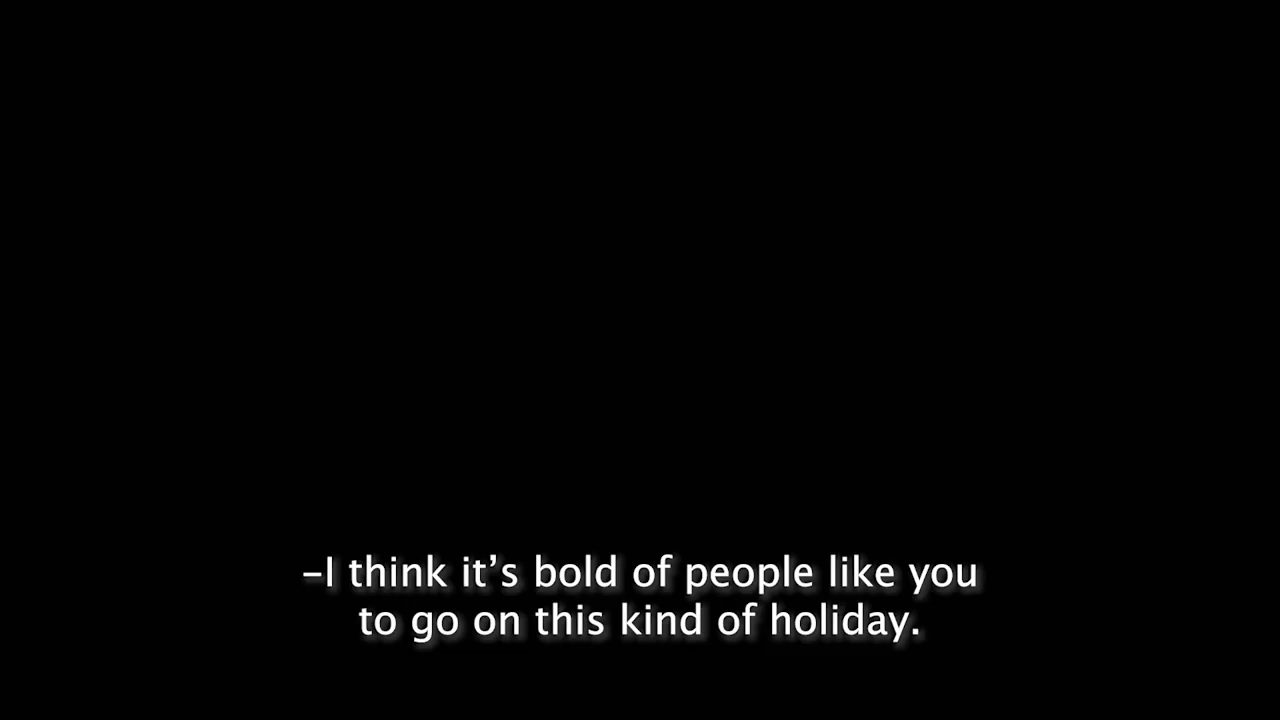 –I think it’s bold of people like you
to go on this kind of holiday.